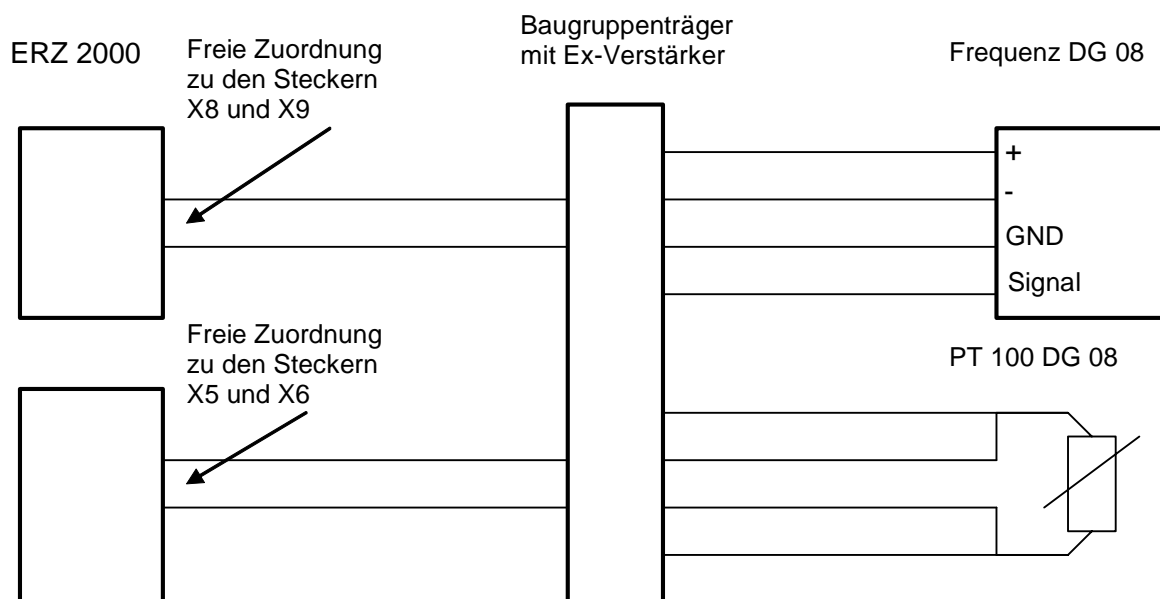 ERZ 2000
Freie Zuordnung
zu den Steckern
X8 und X9
Baugruppenträger
mit Ex-Verstärker
Frequenz DG 08
+
-
GND
Signal
Freie Zuordnung
zu den Steckern
X5 und X6
PT 100 DG 08